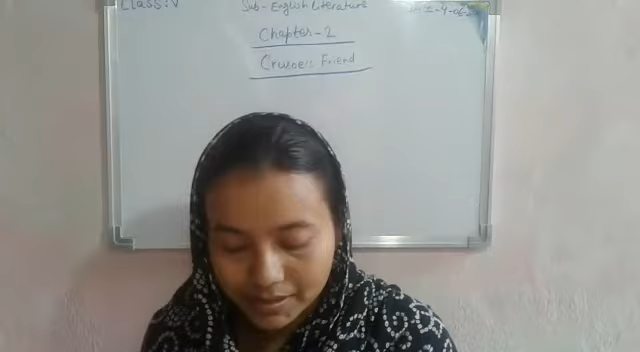 Class: V
Sub - English Literature
Chapter-2
Crusoe's Friend